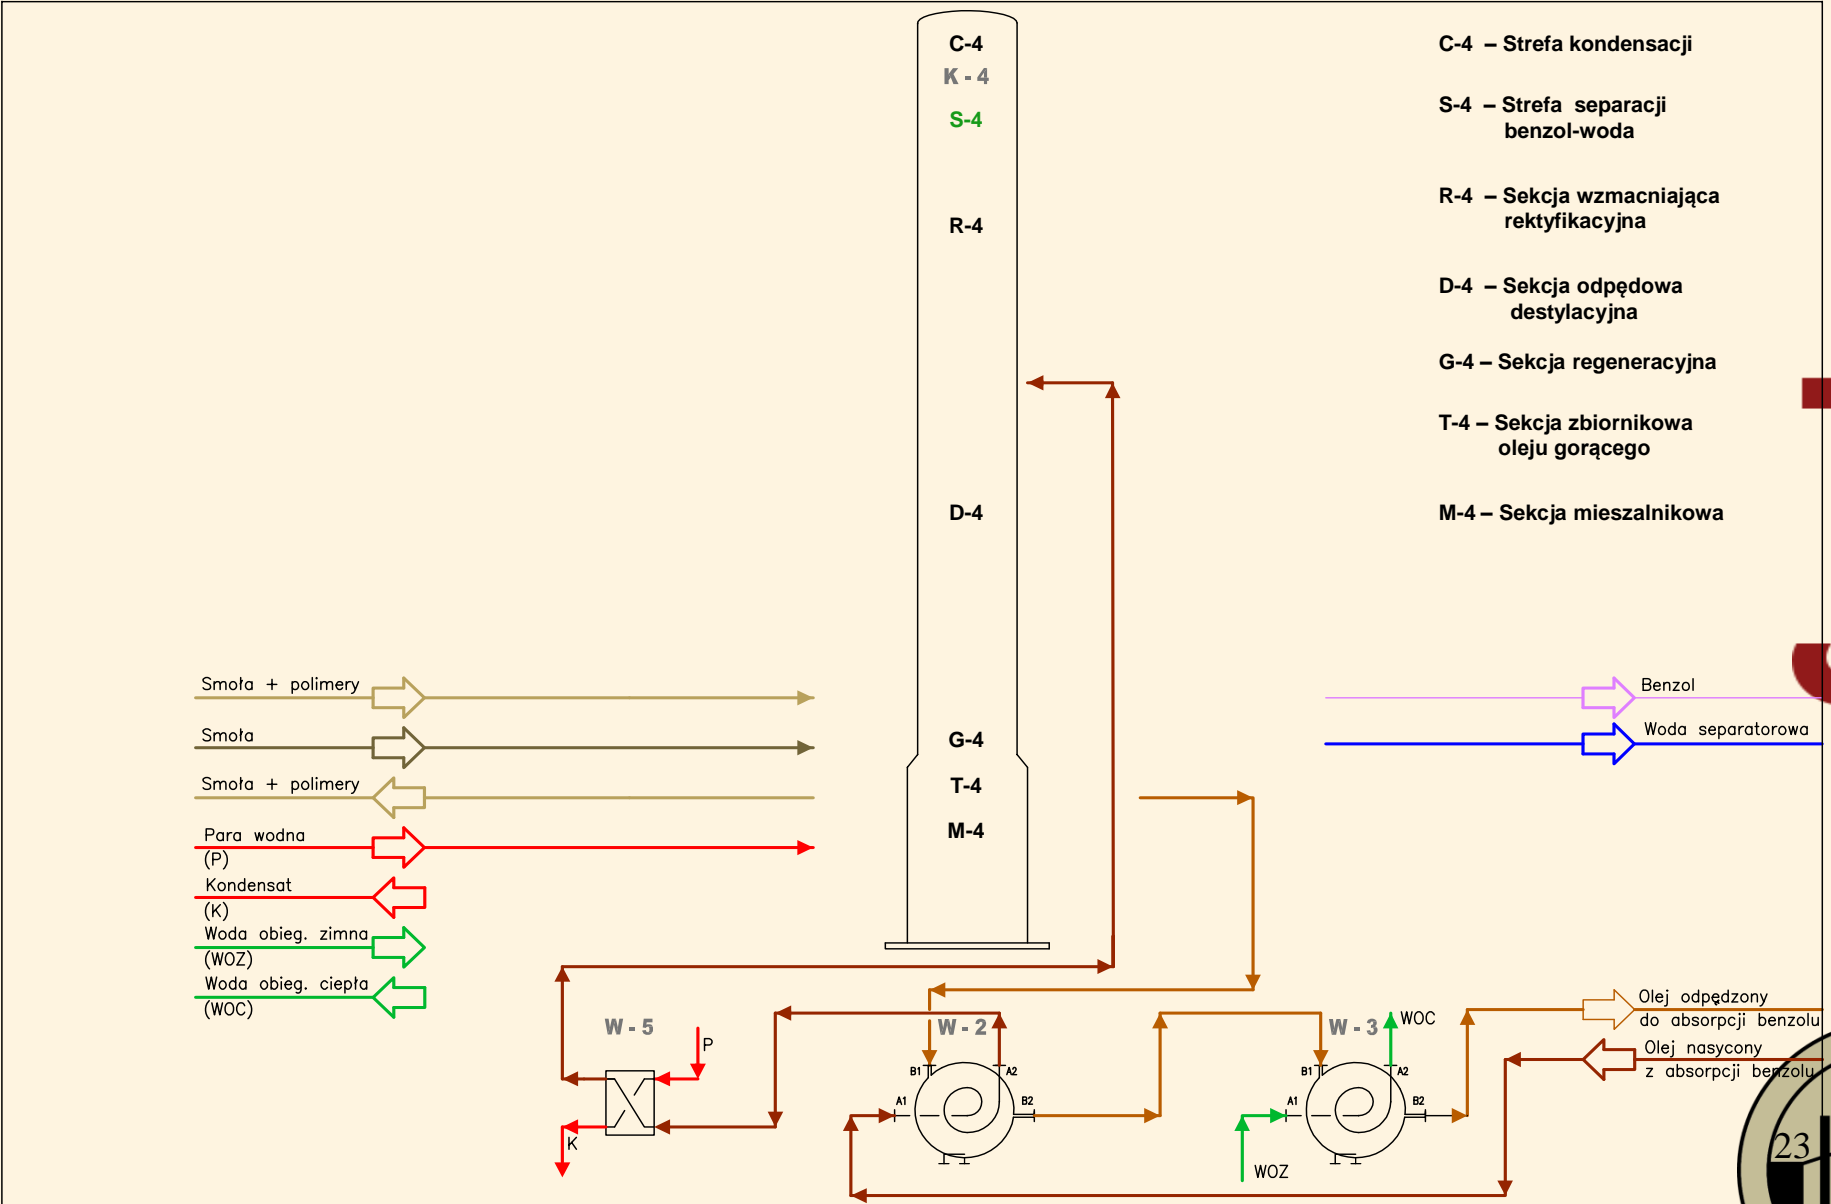 C-4
K - 4
S-4
R-4
D-4
G-4
T-4
M-4
C-4 – Strefa kondensacji
S-4 – Strefa separacji
benzol-woda
R-4 – Sekcja wzmacniająca
rektyfikacyjna
D-4 – Sekcja odpędowa
destylacyjna
G-4 – Sekcja regeneracyjna
T-4 – Sekcja zbiornikowa
oleju gorącego
M-4 – Sekcja mieszalnikowa
Smoła + polimery
Smoła
Smoła + polimery
Para wodna
(P)
Kondensat
(K)
Woda obieg. zimna
(WOZ)
Woda obieg. ciepła
(WOC)
Benzol
Woda separatorowa
Olej odpędzony
do absorpcji benzolu
Olej nasycony
z absorpcji benzolu
W - 5
P
K
W - 2
B1
A2
A1
B2
W - 3
WOC
B1
A2
A1
B2
WOZ
23